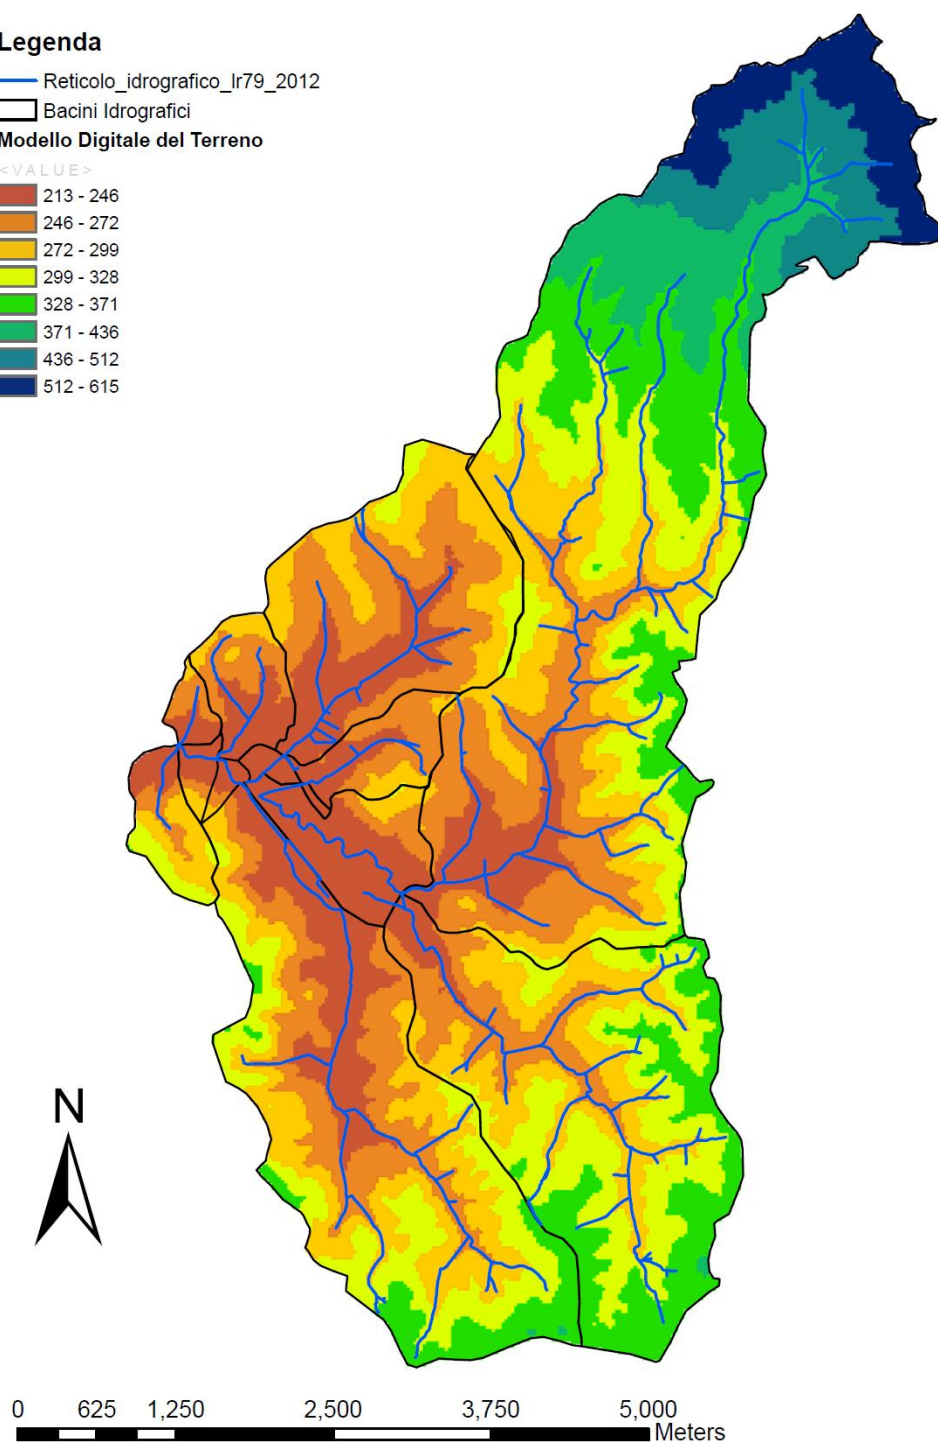 Legenda
Reticolo_idrografico_lr79_2012
Bacini Idrografici
Modello Digitale del Terreno
<VALUE>
213 - 246
246 - 272
272 - 299
299 - 328
328 - 371
371 - 436
436 - 512
512 - 615
N
0 625 1,250 2,500 3,750 5,000
Meters